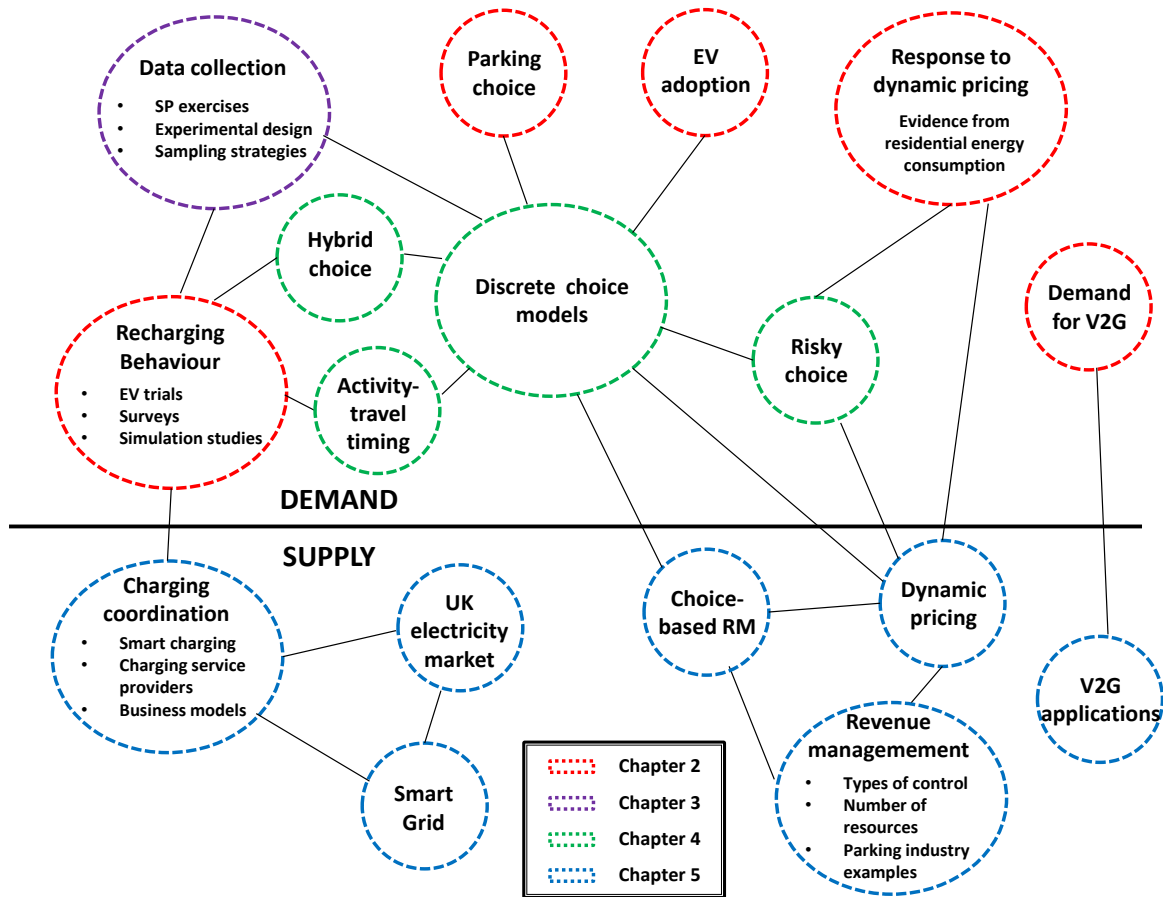 Data collection
• SP exercises
• Experimental design
• Sampling strategies
Parking
choice
EV
adoption
Response to
dynamic pricing
Evidence from
residential energy
consumption
Hybrid
choice
Discrete choice
models
Demand
for V2G
Recharging
Behaviour
• EV trials
• Surveys
• Simulation studies
Activity-
travel
timing
Risky
choice
DEMAND
SUPPLY
Charging
coordination
• Smart charging
• Charging service
providers
• Business models
UK
electricity
market
Choice-
based RM
Dynamic
pricing
V2G
applications
Smart
Grid
Revenue
managemement
• Types of control
• Number of
resources
• Parking industry
examples
Chapter 2
Chapter 3
Chapter 4
Chapter 5